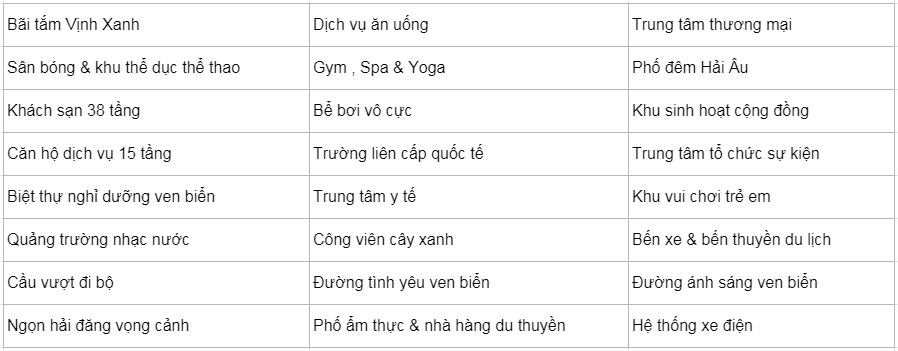 Bãi tắm Vịnh Xanh	Dịch vụ ăn uống	Trung tâm thương mại
Sân bóng & khu thể dục thể thao	Gym , Spa & Yoga	Phố đêm Hải Âu
Khách sạn 38 tầng	Bể bơi vô cực	Khu sinh hoạt cộng đồng
Căn hộ dịch vụ 15 tầng	Trường liên cấp quốc tế	Trung tâm tổ chức sự kiện
Biệt thự nghỉ dưỡng ven biển	Trung tâm y tế	Khu vui chơi trẻ em
Quảng trường nhạc nước	Công viên cây xanh	Bến xe & bến thuyền du lịch
Cầu vượt đi bộ	Đường tình yêu ven biển	Đường ánh sáng ven biển
Ngọn hải đăng vọng cảnh	Phố ẩm thực & nhà hàng du thuyền	Hệ thống xe điện